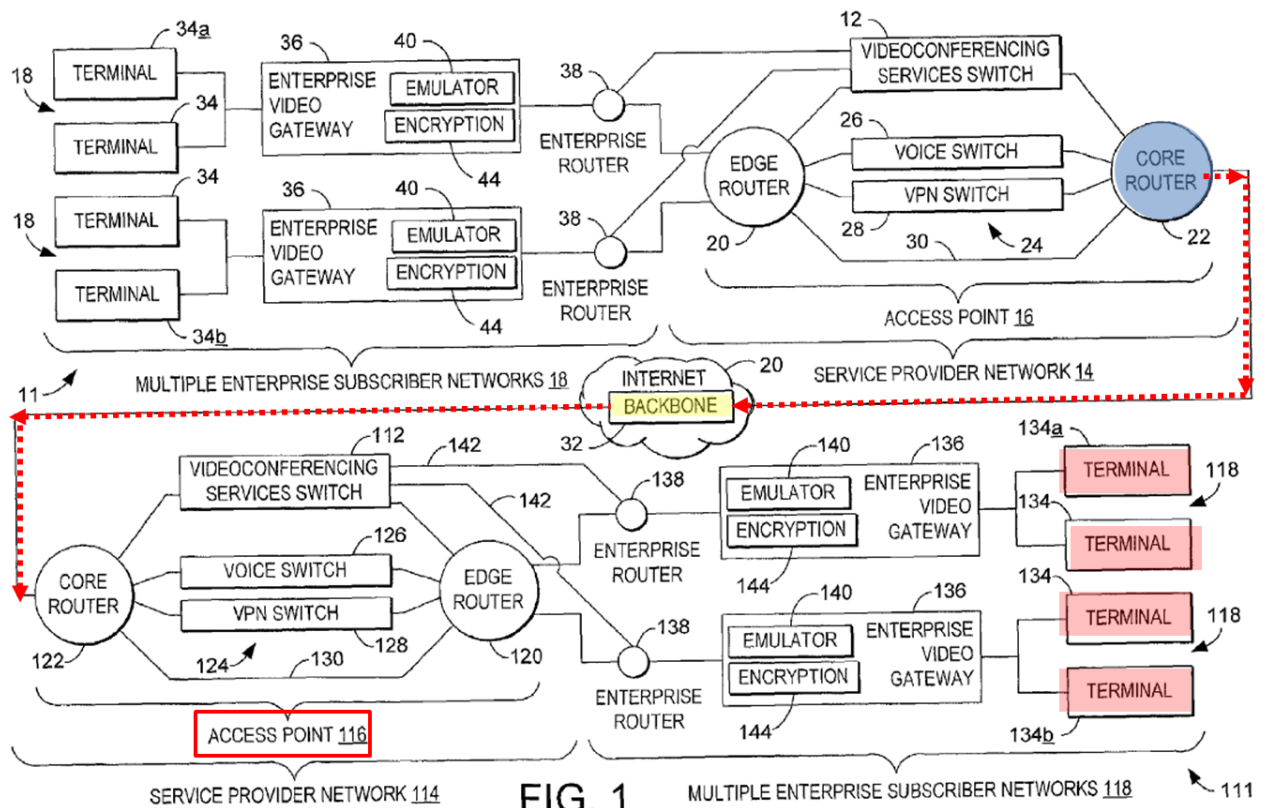 34a
TERMINAL
18
34
TERMINAL
34
TERMINAL
18
TERMINAL
34b
36
40
ENTERPRISE
VIDEO
GATEWAY
EMULATOR
ENCRYPTION
44
36
40
ENTERPRISE
VIDEO
GATEWAY
EMULATOR
ENCRYPTION
44
38
ENTERPRISE
ROUTER
38
ENTERPRISE
ROUTER
12
VIDEOCONFERENCING
SERVICES SWITCH
26
VOICE SWITCH
VPN SWITCH
28
24
30
EDGE
ROUTER
20
CORE
ROUTER
22
ACCESS POINT 16
SERVICE PROVIDER NETWORK 14
11
MULTIPLE ENTERPRISE SUBSCRIBER NETWORKS 18
20
INTERNET
BACKBONE
32
112
VIDEOCONFERENCING
SERVICES SWITCH
142
142
126
VOICE SWITCH
VPN SWITCH
128
124
130
CORE
ROUTER
122
EDGE
ROUTER
120
ACCESS POINT 116
SERVICE PROVIDER NETWORK 114
138
ENTERPRISE
ROUTER
138
ENTERPRISE
ROUTER
140
136
EMULATOR
ENCRYPTION
ENTERPRISE
VIDEO
GATEWAY
144
140
136
EMULATOR
ENCRYPTION
ENTERPRISE
VIDEO
GATEWAY
144
134a
TERMINAL
118
134
TERMINAL
134
TERMINAL
118
TERMINAL
134b
111
MULTIPLE ENTERPRISE SUBSCRIBER NETWORKS 118
FIG. 1